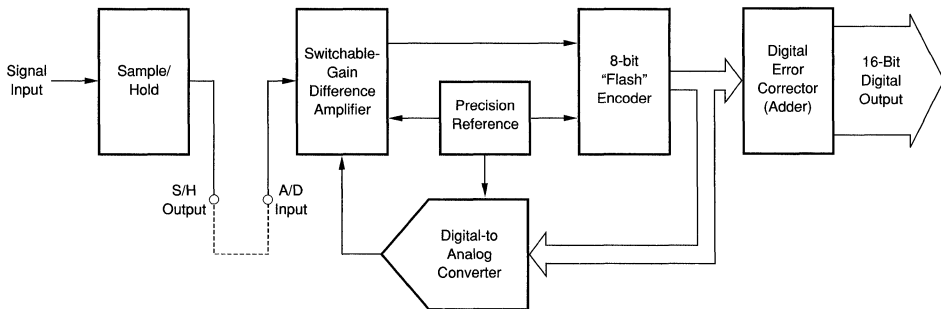 Signal
Input
Sample/
Hold
S/H
Output
A/D
Input
Switchable-
Gain
Difference
Amplifier
Precision
Reference
Digital-to
Analog
Converter
8-bit
“Flash”
Encoder
Digital
Error
Corrector
(Adder)
16-Bit
Digital
Output